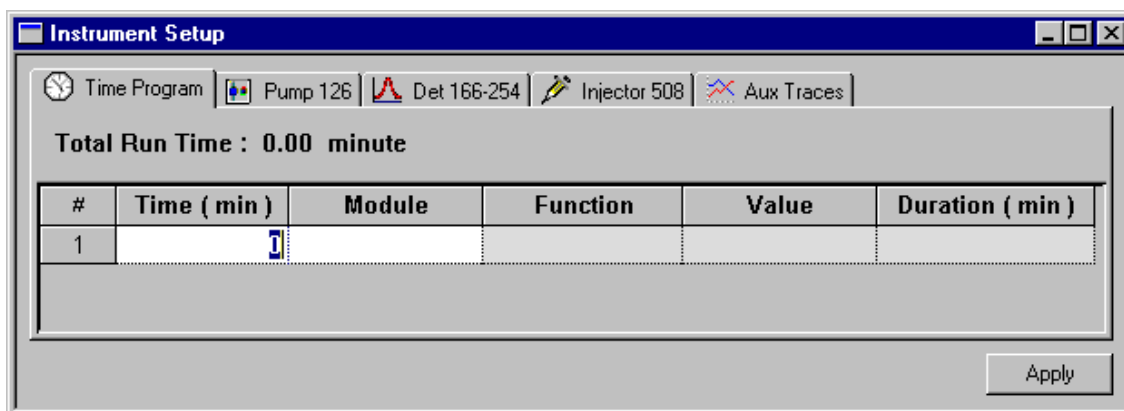 Instrument Setup
Time Program Pump 126 Det 166-254 Injector 508 Aux Traces
Total Run Time : 0.00 minute
# Time ( min ) Module Function Value Duration ( min )
1 0
Apply